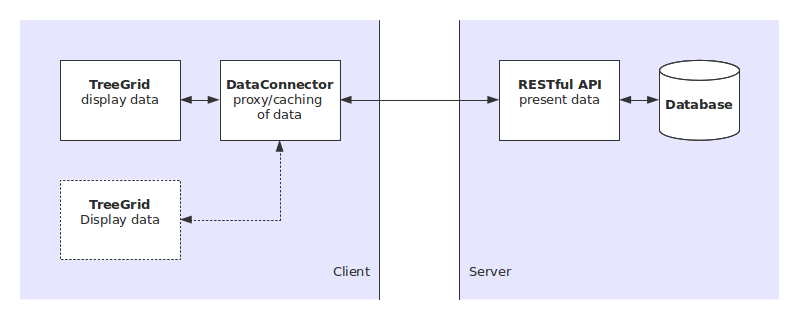 TreeGrid
display data
DataConnector
proxy/caching
of data
RESTful API
present data
Database
TreeGrid
Display data
Client
Server